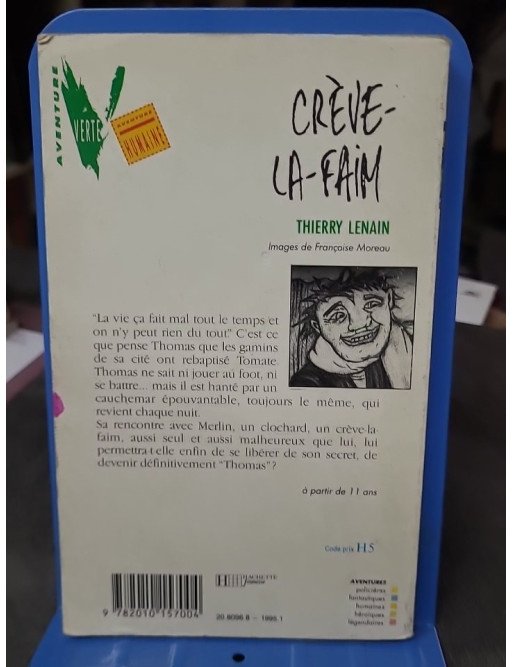 AVENTURE
VERTE
AVENTURE
HUMAINE
CRÈVE-
LA-FAIM
THIERRY LENAIN
Images de Françoise Moreau
"La vie ça fait mal tout le temps et
on n'y peut rien du tout" C'est ce
que pense Thomas que les gamins
de sa cité ont rebaptisé Tomate.
Thomas ne sait ni jouer au foot, ni
se battre... mais il est hanté par un
cauchemar épouvantable, toujours le même, qui
revient chaque nuit.
Sa rencontre avec Merlin, un clochard, un crève-la-
faim, aussi seul et aussi malheureux que lui, lui
permettra-t-elle enfin de se libérer de son secret, de
devenir définitivement "Thomas"?
à partir de 11 ans
Code prix H5
HACHETTE
Jeunesse
9 782010 157004
20.8096.8 - 1995.1
AVENTURES
policières
fantastiques
humaines
héroïques
légendaires